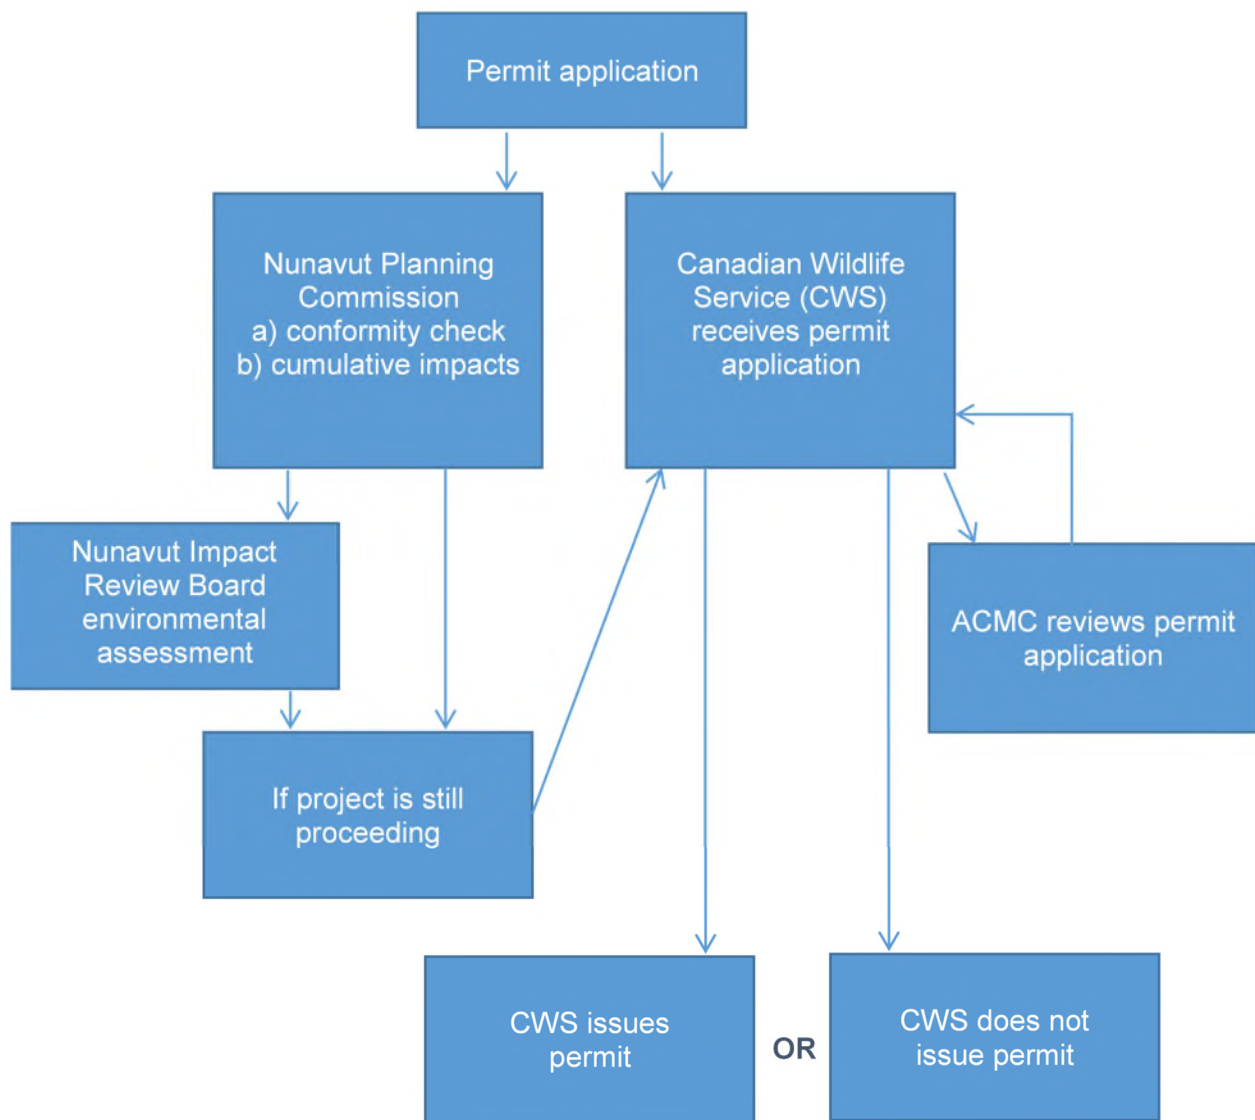 Permit application
Nunavut Planning
Commission
a) conformity check
b) cumulative impacts
Canadian Wildlife
Service (CWS)
receives permit
application
Nunavut Impact
Review Board
environmental
assessment
ACMC reviews permit
application
If project is still
proceeding
CWS issues
permit
OR
CWS does not
issue permit